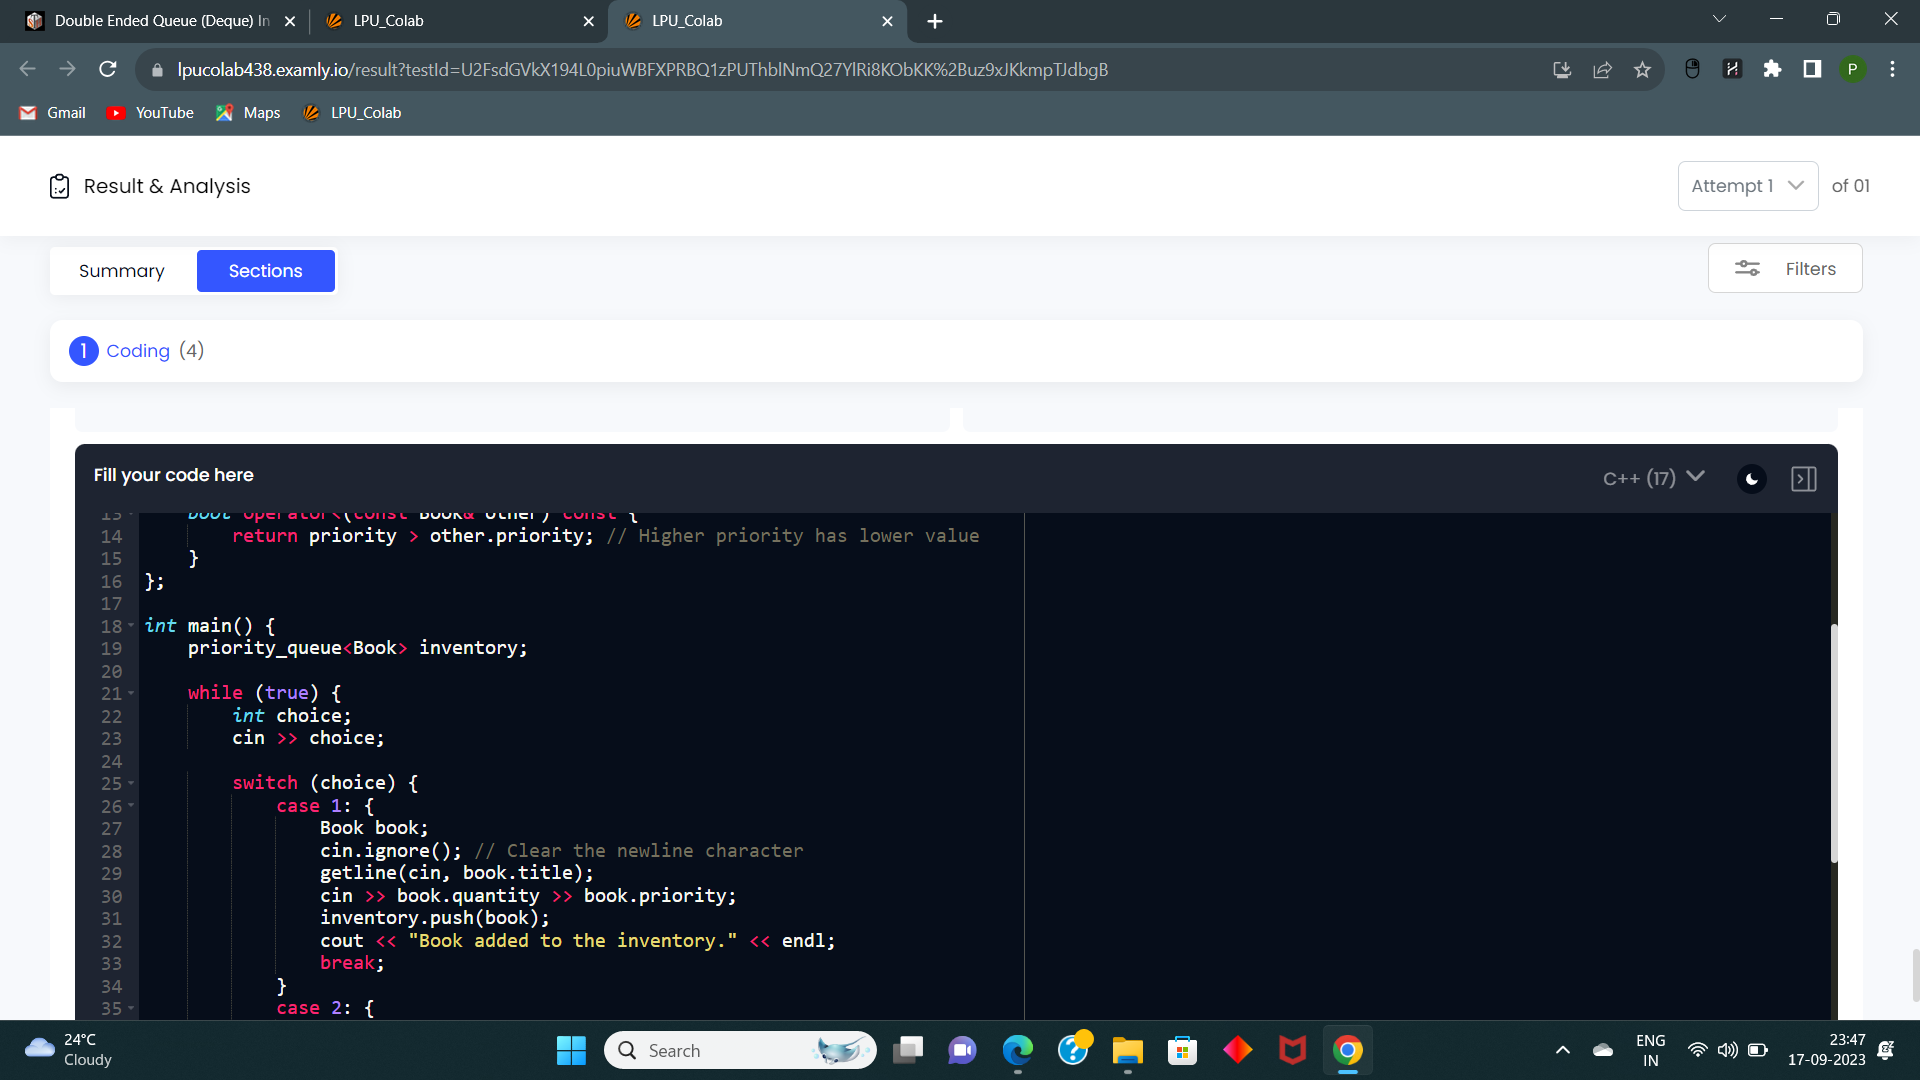 Double Ended Queue (Deque) In
LPU_Colab
LPU_Colab
lpucolab438.examly.io/result?testId=U2FsdGVkX194L0piuWBFXPRBQ1zPUThblNmQ27YlRi8KObKK%2Buz9xJKkmpTJdbgB
P
Gmail
YouTube
Maps
LPU_Colab
Result & Analysis
Attempt 1
of 01
Summary
Sections
Filters
1 Coding (4)
Fill your code here
C++ (17)
13 bool operator<(const Book& other) const {
14 return priority > other.priority; // Higher priority has lower value
15 }
16 };
17
18 int main() {
19 priority_queue<Book> inventory;
20
21 while (true) {
22 int choice;
23 cin >> choice;
24
25 switch (choice) {
26 case 1: {
27 Book book;
28 cin.ignore(); // Clear the newline character
29 getline(cin, book.title);
30 cin >> book.quantity >> book.priority;
31 inventory.push(book);
32 cout << "Book added to the inventory." << endl;
33 break;
34 }
35 case 2: {
24°C
Cloudy
Search
ENG
IN
23:47
17-09-2023